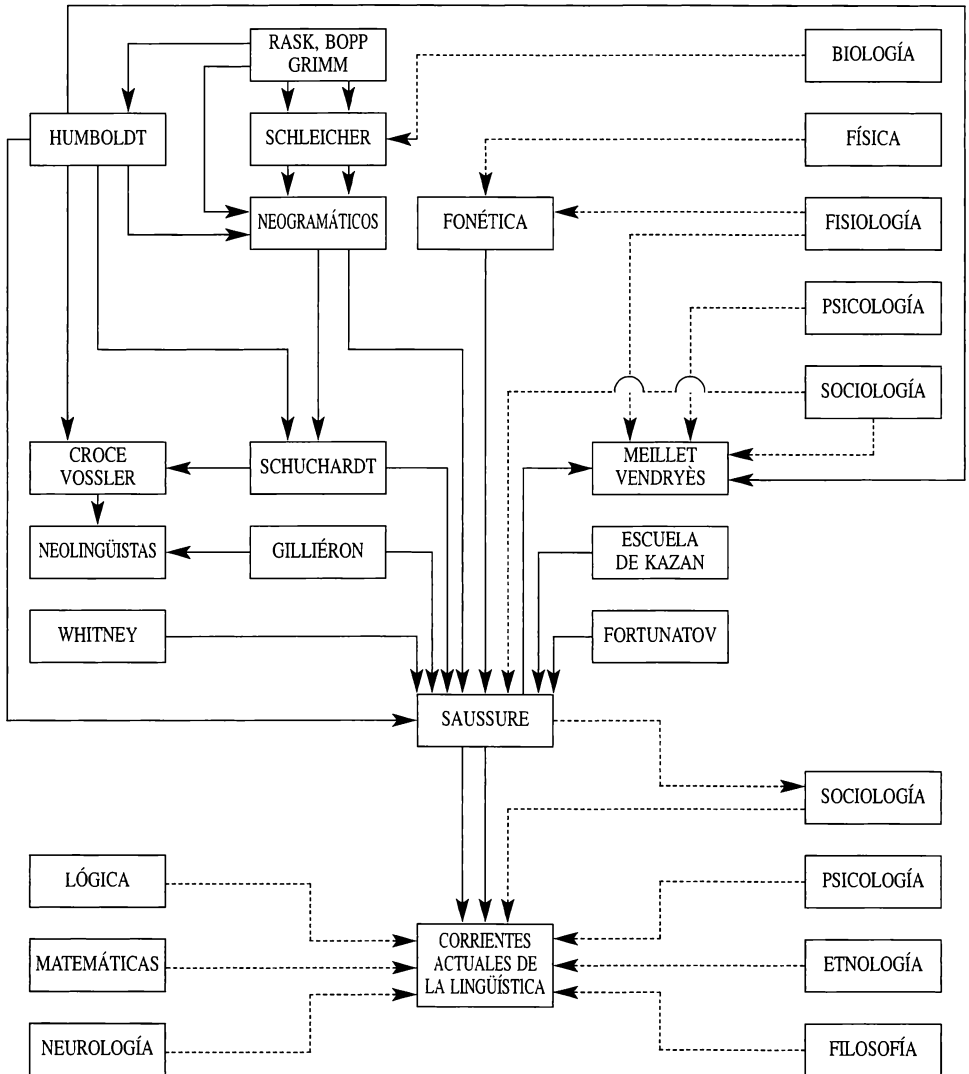 RASK, BOPP
GRIMM
BIOLOGÍA
HUMBOLDT
SCHLEICHER
FÍSICA
NEOGRAMÁTICOS
FONÉTICA
FISIOLOGÍA
PSICOLOGÍA
SOCIOLOGÍA
CROCE
VOSSLER
SCHUCHARDT
MEILLET
VENDRYÈS
NEOLINGÜISTAS
GILLIÉRON
ESCUELA
DE KAZAN
WHITNEY
FORTUNATOV
SAUSSURE
SOCIOLOGÍA
LÓGICA
PSICOLOGÍA
CORRIENTES
ACTUALES DE
LA LINGÜÍSTICA
MATEMÁTICAS
ETNOLOGÍA
NEUROLOGÍA
FILOSOFÍA